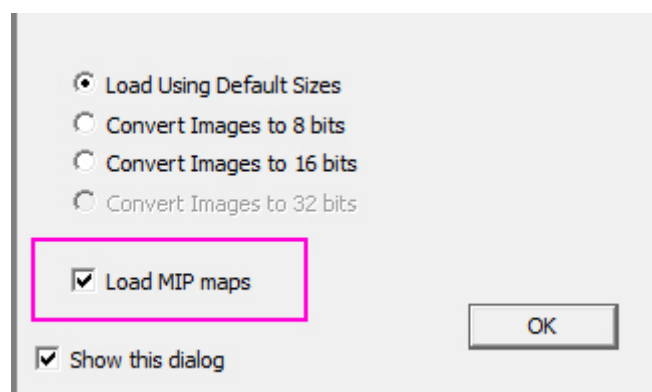 Load Using Default Sizes
Convert Images to 8 bits
Convert Images to 16 bits
Convert Images to 32 bits
Load MIP maps
OK
Show this dialog